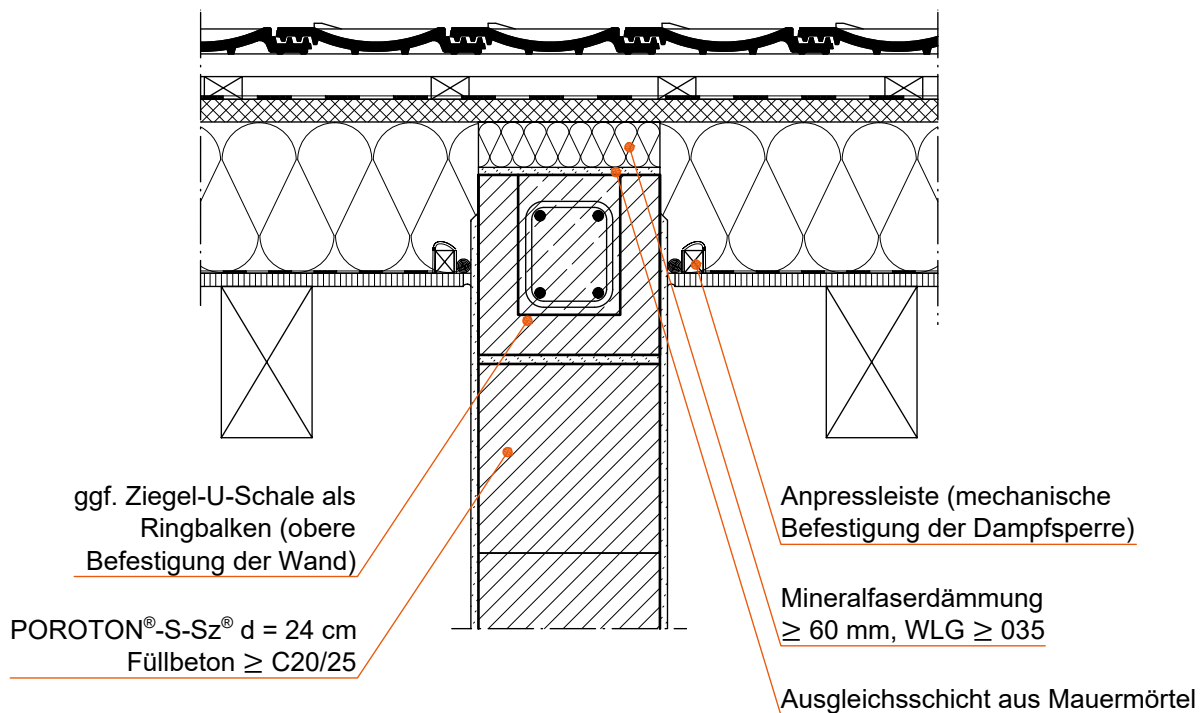 ggf. Ziegel-U-Schale als
Ringbalken (obere
Befestigung der Wand)
POROTON®-S-Sz® d = 24 cm
Füllbeton ≥ C20/25
Anpressleiste (mechanische
Befestigung der Dampfsperre)
Mineralfaserdämmung
≥ 60 mm, WLG ≥ 035
Ausgleichsschicht aus Mauermörtel